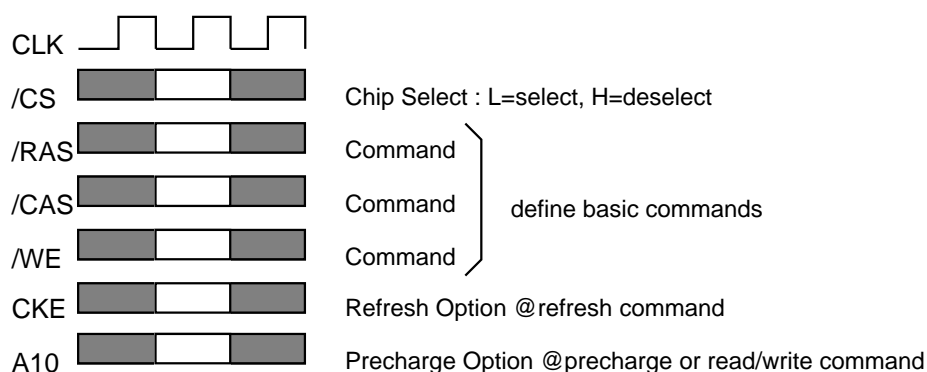 CLK
/CS Chip Select : L=select, H=deselect
/RAS Command
/CAS Command define basic commands
/WE Command
CKE Refresh Option @refresh command
A10 Precharge Option @precharge or read/write command